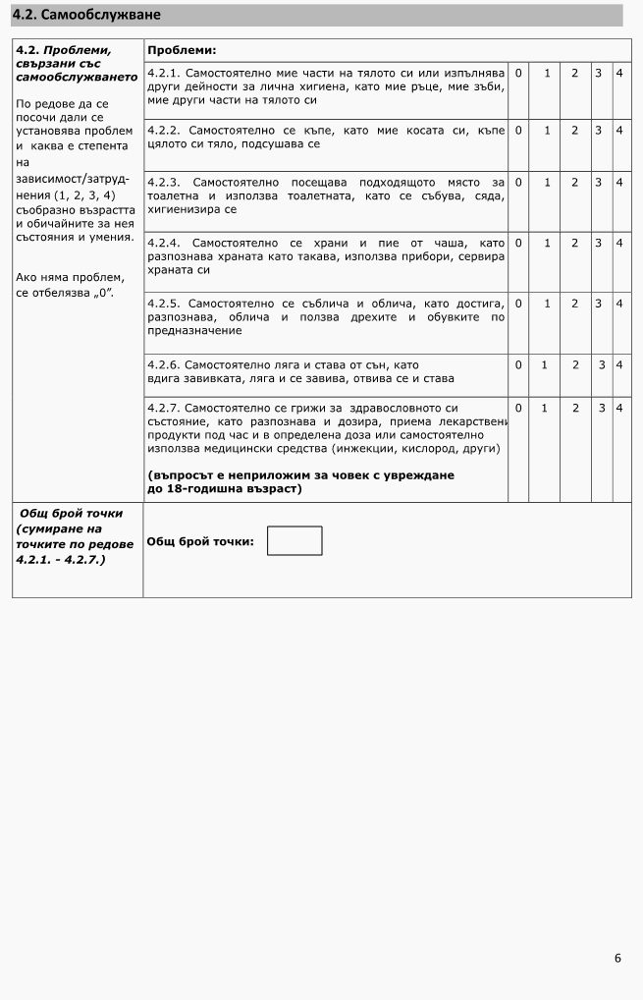 4.2. Самообслужване
4.2. Проблеми,
свързани със
самообслужването
По редове да се
посочи дали се
установява проблем
и каква е степента
на
зависимост/затруд-
нения (1, 2, 3, 4)
съобразно възрастта
и обичайните за нея
състояния и умения.
Ако няма проблем,
се отбелязва „0”.
Проблеми:
4.2.1. Самостоятелно мие части на тялото си или изпълнява
други дейности за лична хигиена, като мие ръце, мие зъби,
мие други части на тялото си
0 1 2 3 4
4.2.2. Самостоятелно се къпе, като мие косата си, къпе
цялото си тяло, подсушава се
0 1 2 3 4
4.2.3. Самостоятелно посещава подходящото място за
тоалетна и използва тоалетната, като се събува, сяда,
хигиенизира се
0 1 2 3 4
4.2.4. Самостоятелно се храни и пие от чаша, като
разпознава храната като такава, използва прибори, сервира
храната си
0 1 2 3 4
4.2.5. Самостоятелно се съблича и облича, като достига,
разпознава, облича и ползва дрехите и обувките по
предназначение
0 1 2 3 4
4.2.6. Самостоятелно ляга и става от сън, като
вдига завивката, ляга и се завива, отвива се и става
0 1 2 3 4
4.2.7. Самостоятелно се грижи за здравословното си
състояние, като разпознава и дозира, приема лекарствени
продукти под час и в определена доза или самостоятелно
използва медицински средства (инжекции, кислород, други)
(въпросът е неприложим за човек с увреждане
до 18-годишна възраст)
0 1 2 3 4
Общ брой точки
(сумиране на
точките по редове
4.2.1. - 4.2.7.)
Общ брой точки:
6